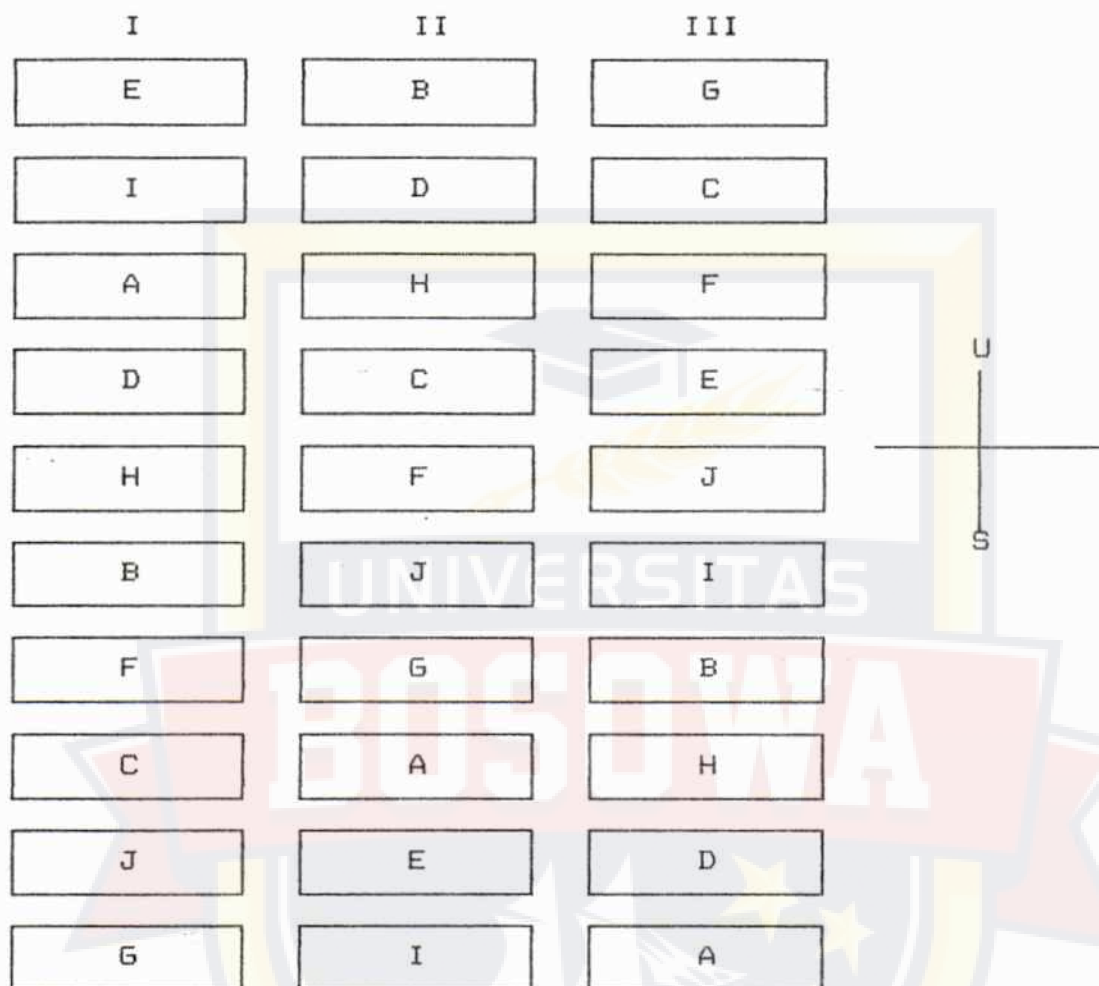 I II III
E B G
I D C
A H F
D C E
U
H F J
S
B J I
UNIVERSITAS
F G B
BOSOWA
C A H
J E D
G I A